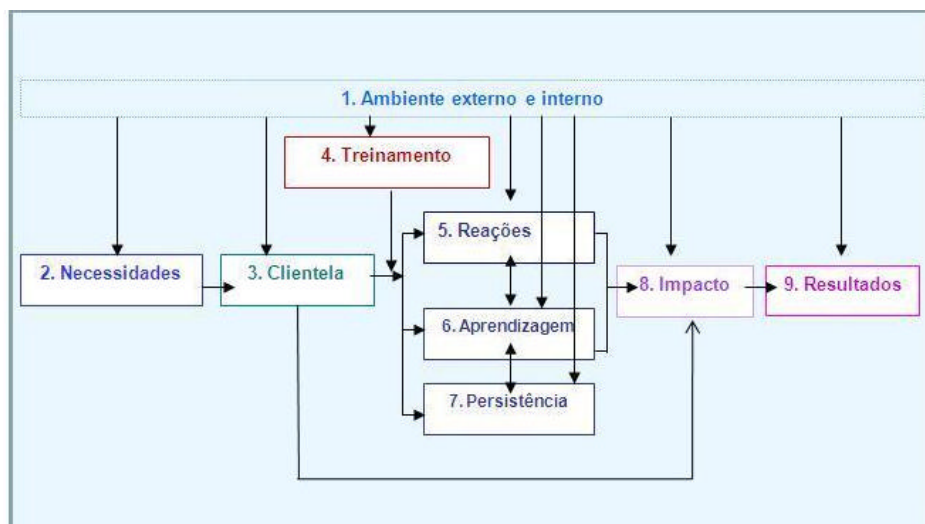 1. Ambiente externo e interno
4. Treinamento
5. Reações
2. Necessidades
3. Clientela
8. Impacto
9. Resultados
6. Aprendizagem
7. Persistência